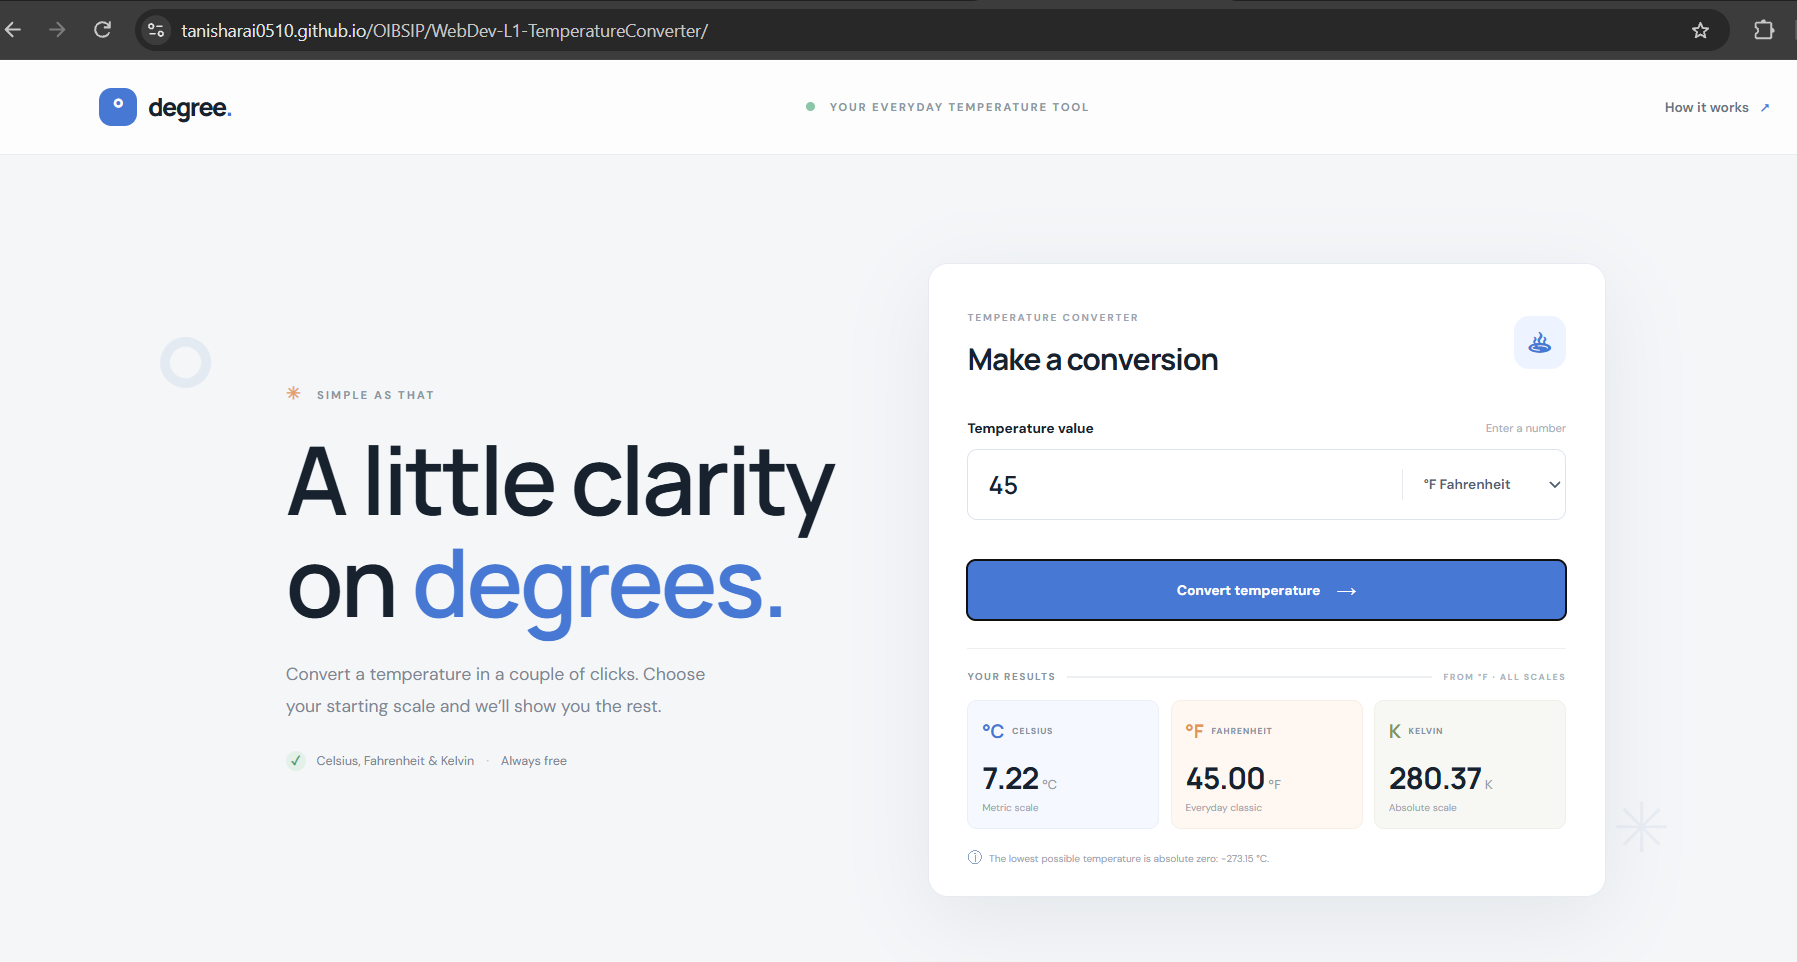 tanisharai0510.github.io/OIBSIP/WebDev-L1-TemperatureConverter/
degree.
YOUR EVERYDAY TEMPERATURE TOOL
How it works ↗
SIMPLE AS THAT
A little clarity
on degrees.
Convert a temperature in a couple of clicks. Choose
your starting scale and we’ll show you the rest.
✓ Celsius, Fahrenheit & Kelvin · Always free
TEMPERATURE CONVERTER
Make a conversion
Temperature value Enter a number
45 °F Fahrenheit
Convert temperature →
YOUR RESULTS FROM °F · ALL SCALES
°C CELSIUS
7.22 °C
Metric scale
°F FAHRENHEIT
45.00 °F
Everyday classic
K KELVIN
280.37 K
Absolute scale
The lowest possible temperature is absolute zero: −273.15 °C.